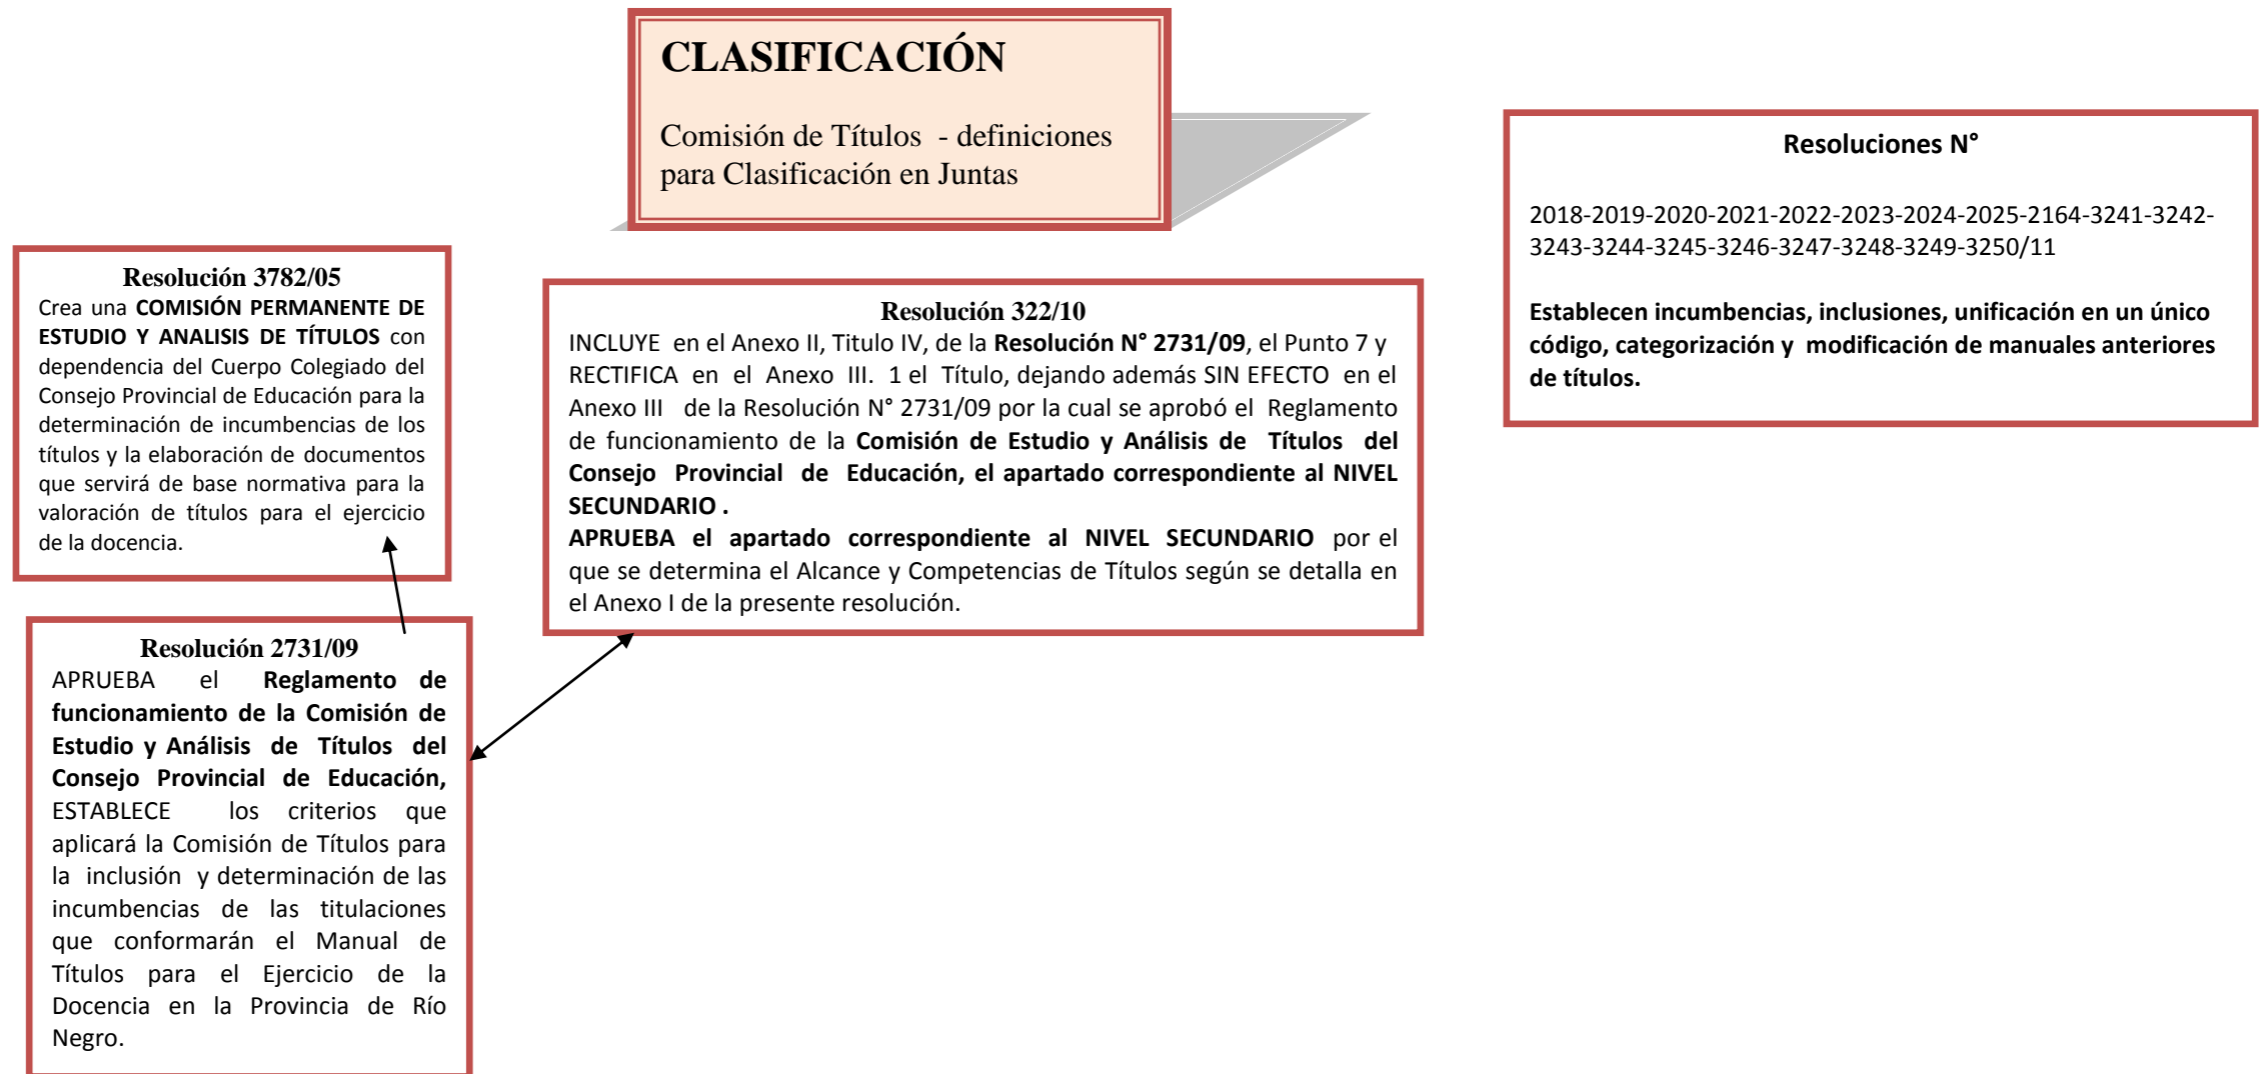 CLASIFICACIÓN
Comisión de Títulos - definiciones
para Clasificación en Juntas
Resoluciones N°
2018-2019-2020-2021-2022-2023-2024-2025-2164-3241-3242-
3243-3244-3245-3246-3247-3248-3249-3250/11
Establecen incumbencias, inclusiones, unificación en un único
código, categorización y modificación de manuales anteriores
de títulos.
Resolución 3782/05
Crea una COMISIÓN PERMANENTE DE
ESTUDIO Y ANALISIS DE TÍTULOS con
dependencia del Cuerpo Colegiado del
Consejo Provincial de Educación para la
determinación de incumbencias de los
títulos y la elaboración de documentos
que servirá de base normativa para la
valoración de títulos para el ejercicio
de la docencia.
Resolución 322/10
INCLUYE en el Anexo II, Titulo IV, de la Resolución N° 2731/09, el Punto 7 y
RECTIFICA en el Anexo III. 1 el Título, dejando además SIN EFECTO en el
Anexo III de la Resolución N° 2731/09 por la cual se aprobó el Reglamento
de funcionamiento de la Comisión de Estudio y Análisis de Títulos del
Consejo Provincial de Educación, el apartado correspondiente al NIVEL
SECUNDARIO .
APRUEBA el apartado correspondiente al NIVEL SECUNDARIO por el
que se determina el Alcance y Competencias de Títulos según se detalla en
el Anexo I de la presente resolución.
Resolución 2731/09
APRUEBA el Reglamento de
funcionamiento de la Comisión de
Estudio y Análisis de Títulos del
Consejo Provincial de Educación,
ESTABLECE los criterios que
aplicará la Comisión de Títulos para
la inclusión y determinación de las
incumbencias de las titulaciones
que conformarán el Manual de
Títulos para el Ejercicio de la
Docencia en la Provincia de Río
Negro.